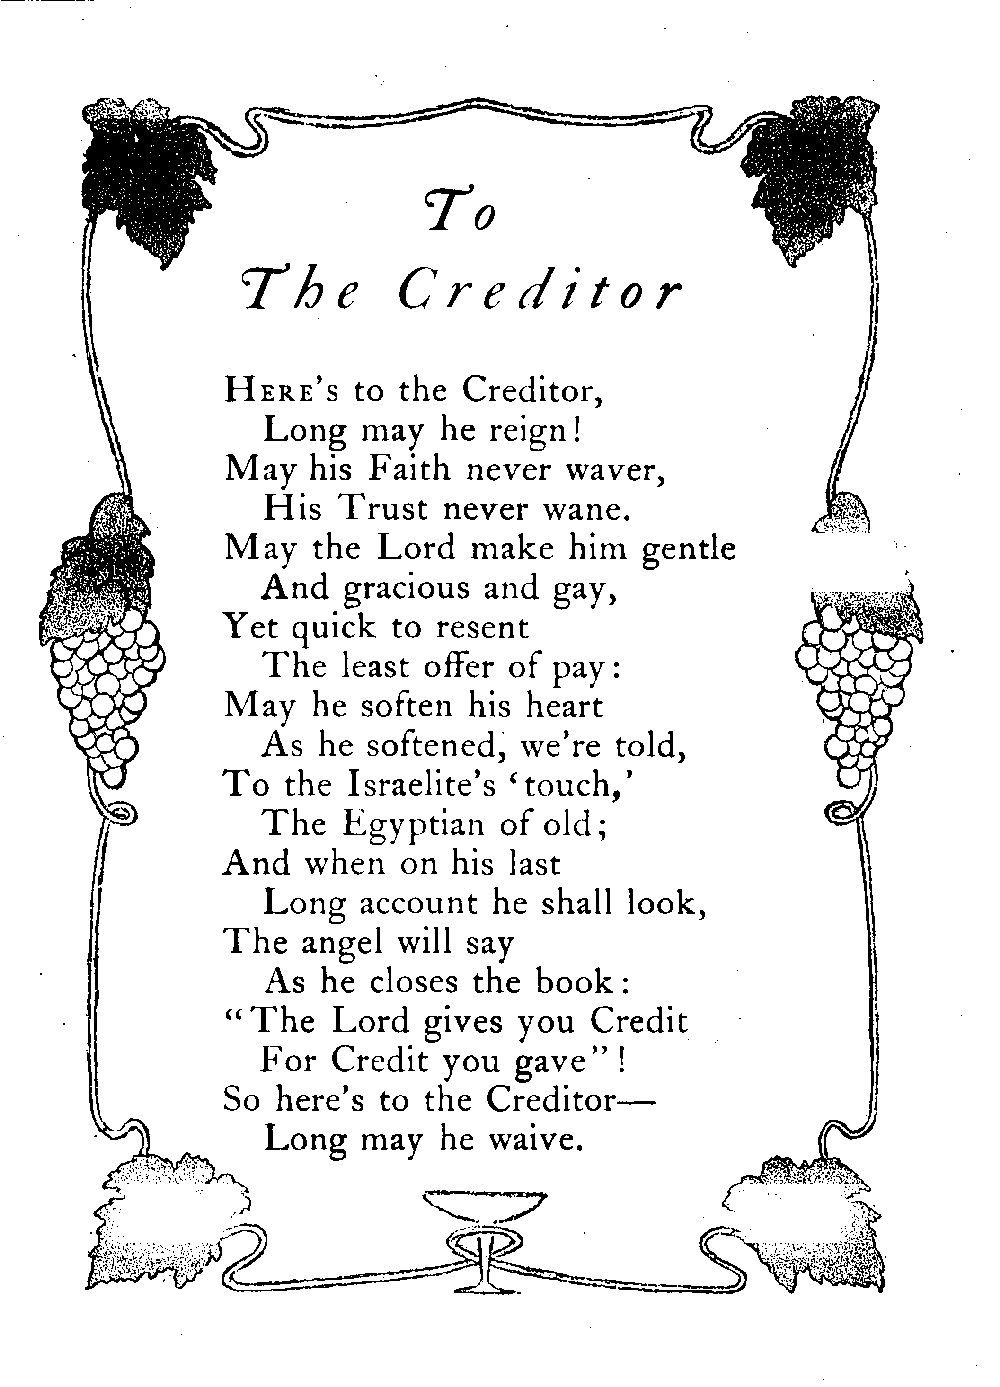 To
The Creditor
HERE'S to the Creditor,
Long may he reign!
May his Faith never waver,
His Trust never wane.
May the Lord make him gentle
And gracious and gay,
Yet quick to resent
The least offer of pay:
May he soften his heart
As he softened, we're told,
To the Israelite's ‘touch,’
The Egyptian of old;
And when on his last
Long account he shall look,
The angel will say
As he closes the book:
“The Lord gives you Credit
For Credit you gave”!
So here's to the Creditor—
Long may he waive.